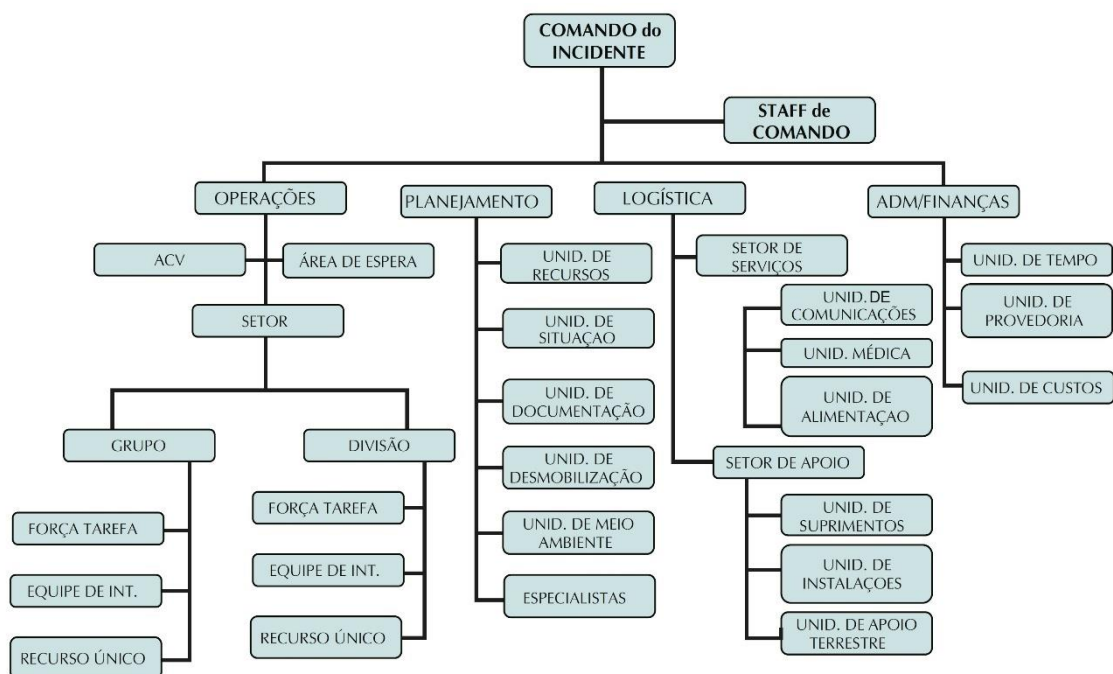 COMANDO do
INCIDENTE
STAFF de
COMANDO
OPERAÇÕES
ACV
ÁREA DE ESPERA
SETOR
GRUPO
FORÇA TAREFA
EQUIPE DE INT.
RECURSO ÚNICO
DIVISÃO
FORÇA TAREFA
EQUIPE DE INT.
RECURSO ÚNICO
PLANEJAMENTO
UNID. DE
RECURSOS
UNID. DE
SITUAÇAO
UNID. DE
DOCUMENTAÇÃO
UNID. DE
DESMOBILIZAÇÃO
UNID. DE MEIO
AMBIENTE
ESPECIALISTAS
LOGÍSTICA
SETOR DE
SERVIÇOS
UNID. DE
COMUNICAÇÕES
UNID. MÉDICA
UNID. DE
ALIMENTAÇAO
SETOR DE APOIO
UNID. DE
SUPRIMENTOS
UNID. DE
INSTALAÇOES
UNID. DE APOIO
TERRESTRE
ADM/FINANÇAS
UNID. DE TEMPO
UNID. DE
PROVEDORIA
UNID. DE CUSTOS